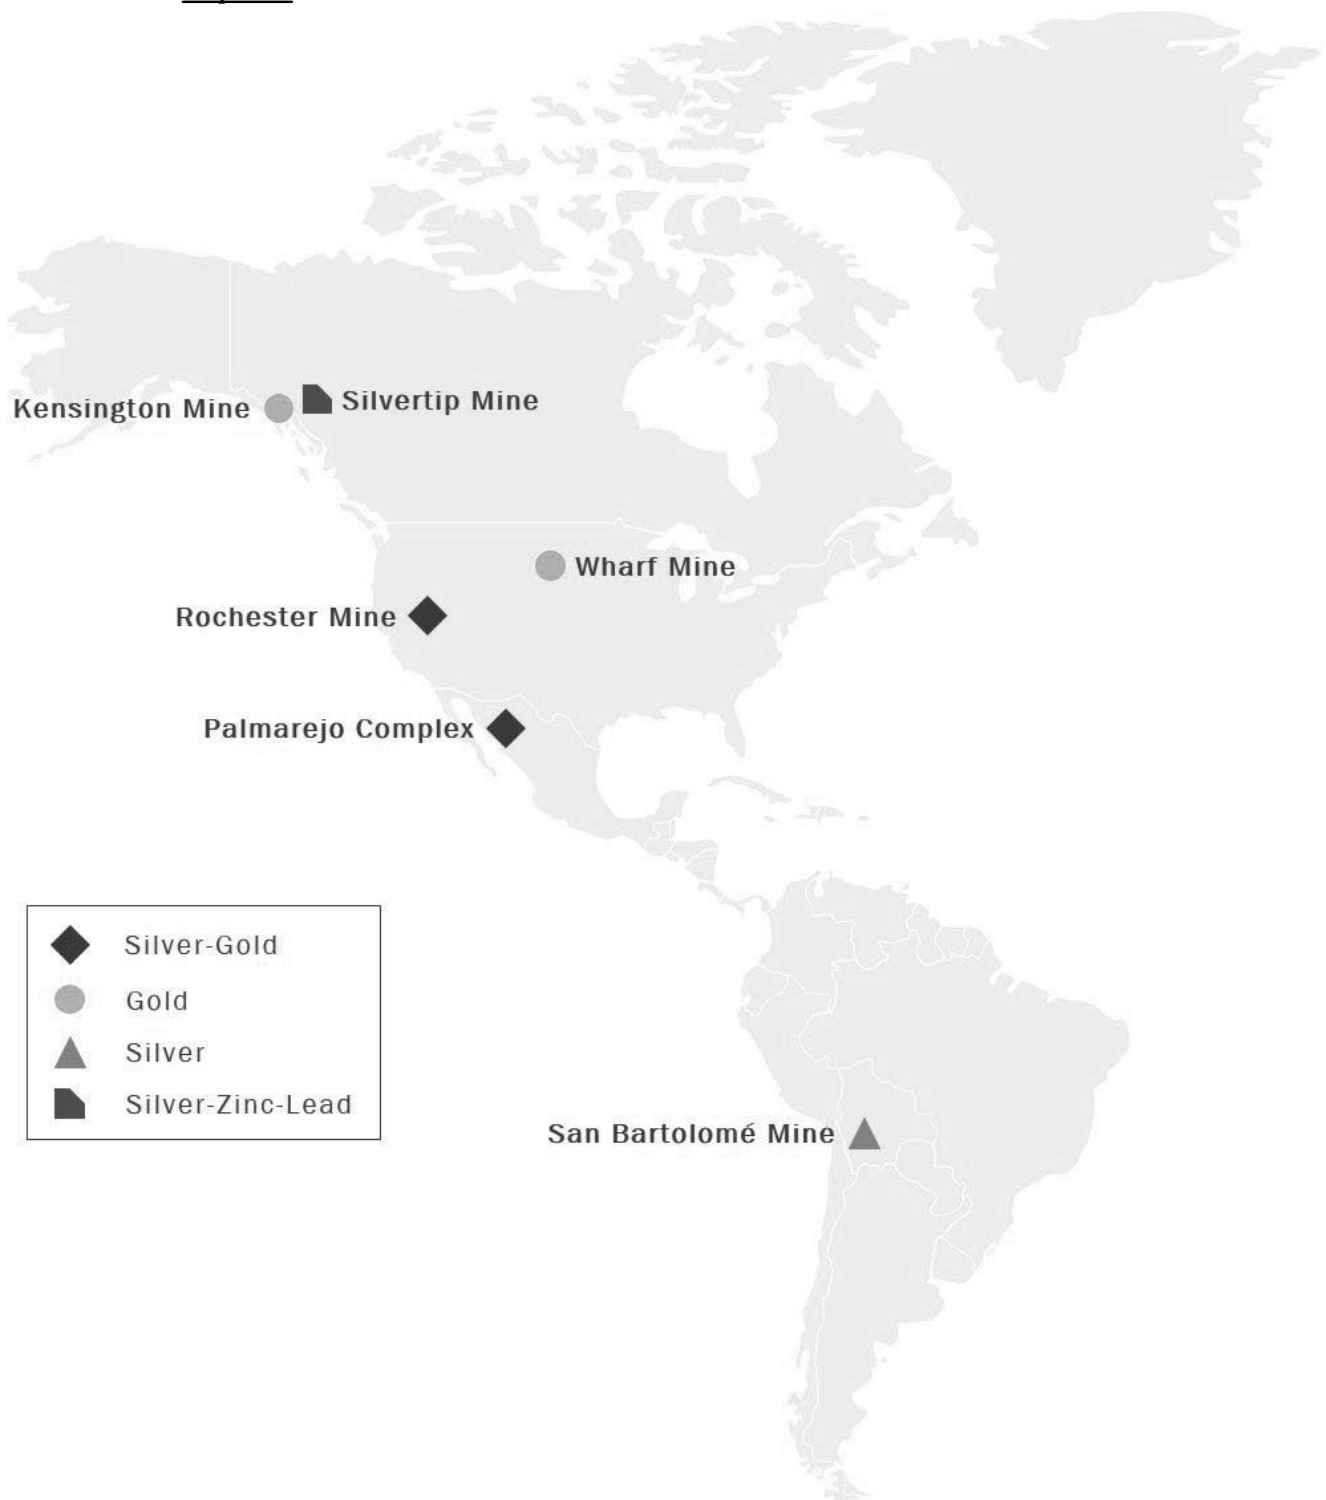 Silvertip Mine
Kensington Mine
Wharf Mine
Rochester Mine
Palmarejo Complex
Silver-Gold
Gold
Silver
Silver-Zinc-Lead
San Bartolomé Mine